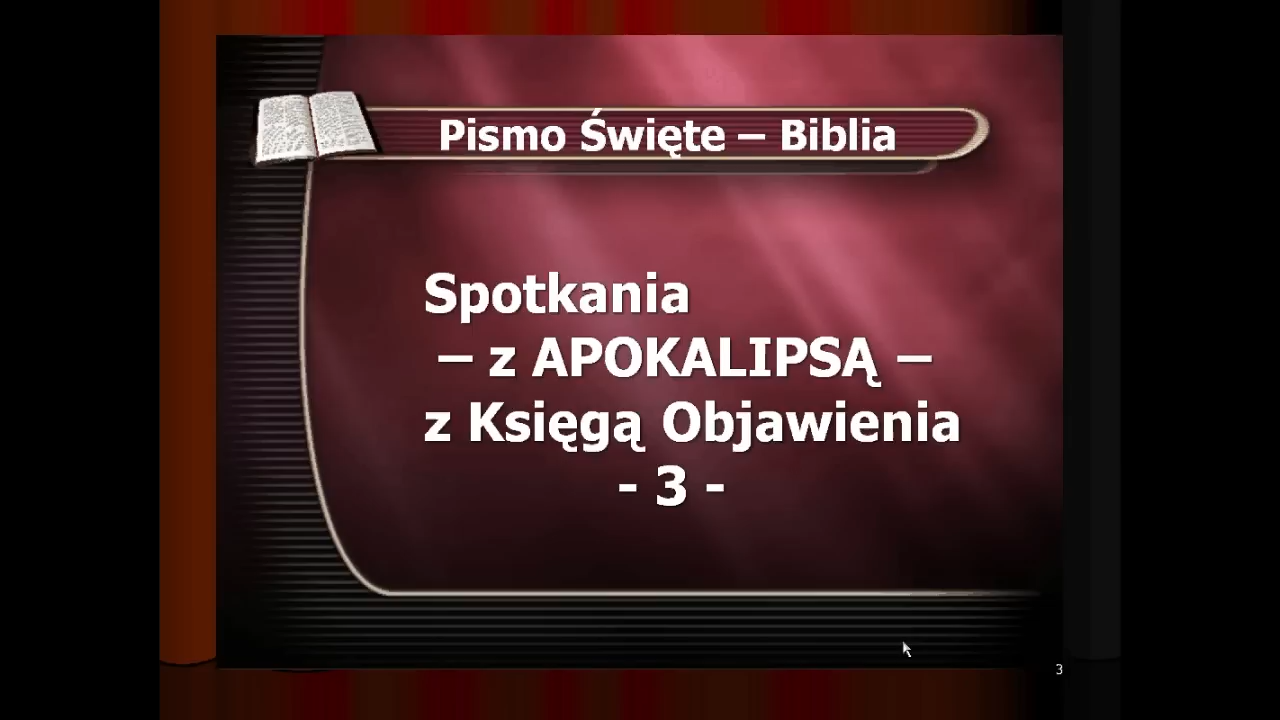 Pismo Święte – Biblia
Spotkania
– z APOKALIPSĄ –
z Księgą Objawienia
- 3 -
3